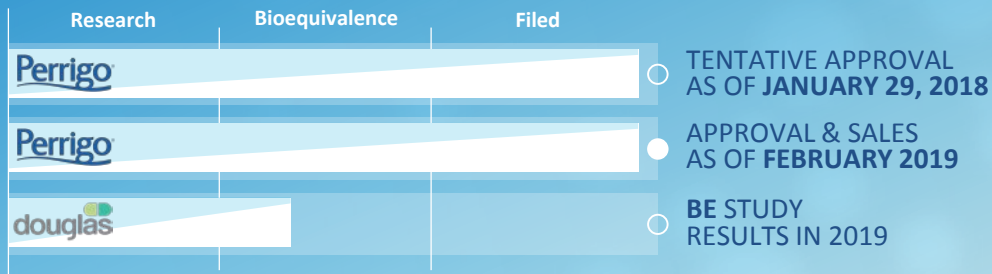 Research Bioequivalence Filed
Perrigo
TENTATIVE APPROVAL
AS OF JANUARY 29, 2018
Perrigo
APPROVAL & SALES
AS OF FEBRUARY 2019
douglas
BE STUDY
RESULTS IN 2019